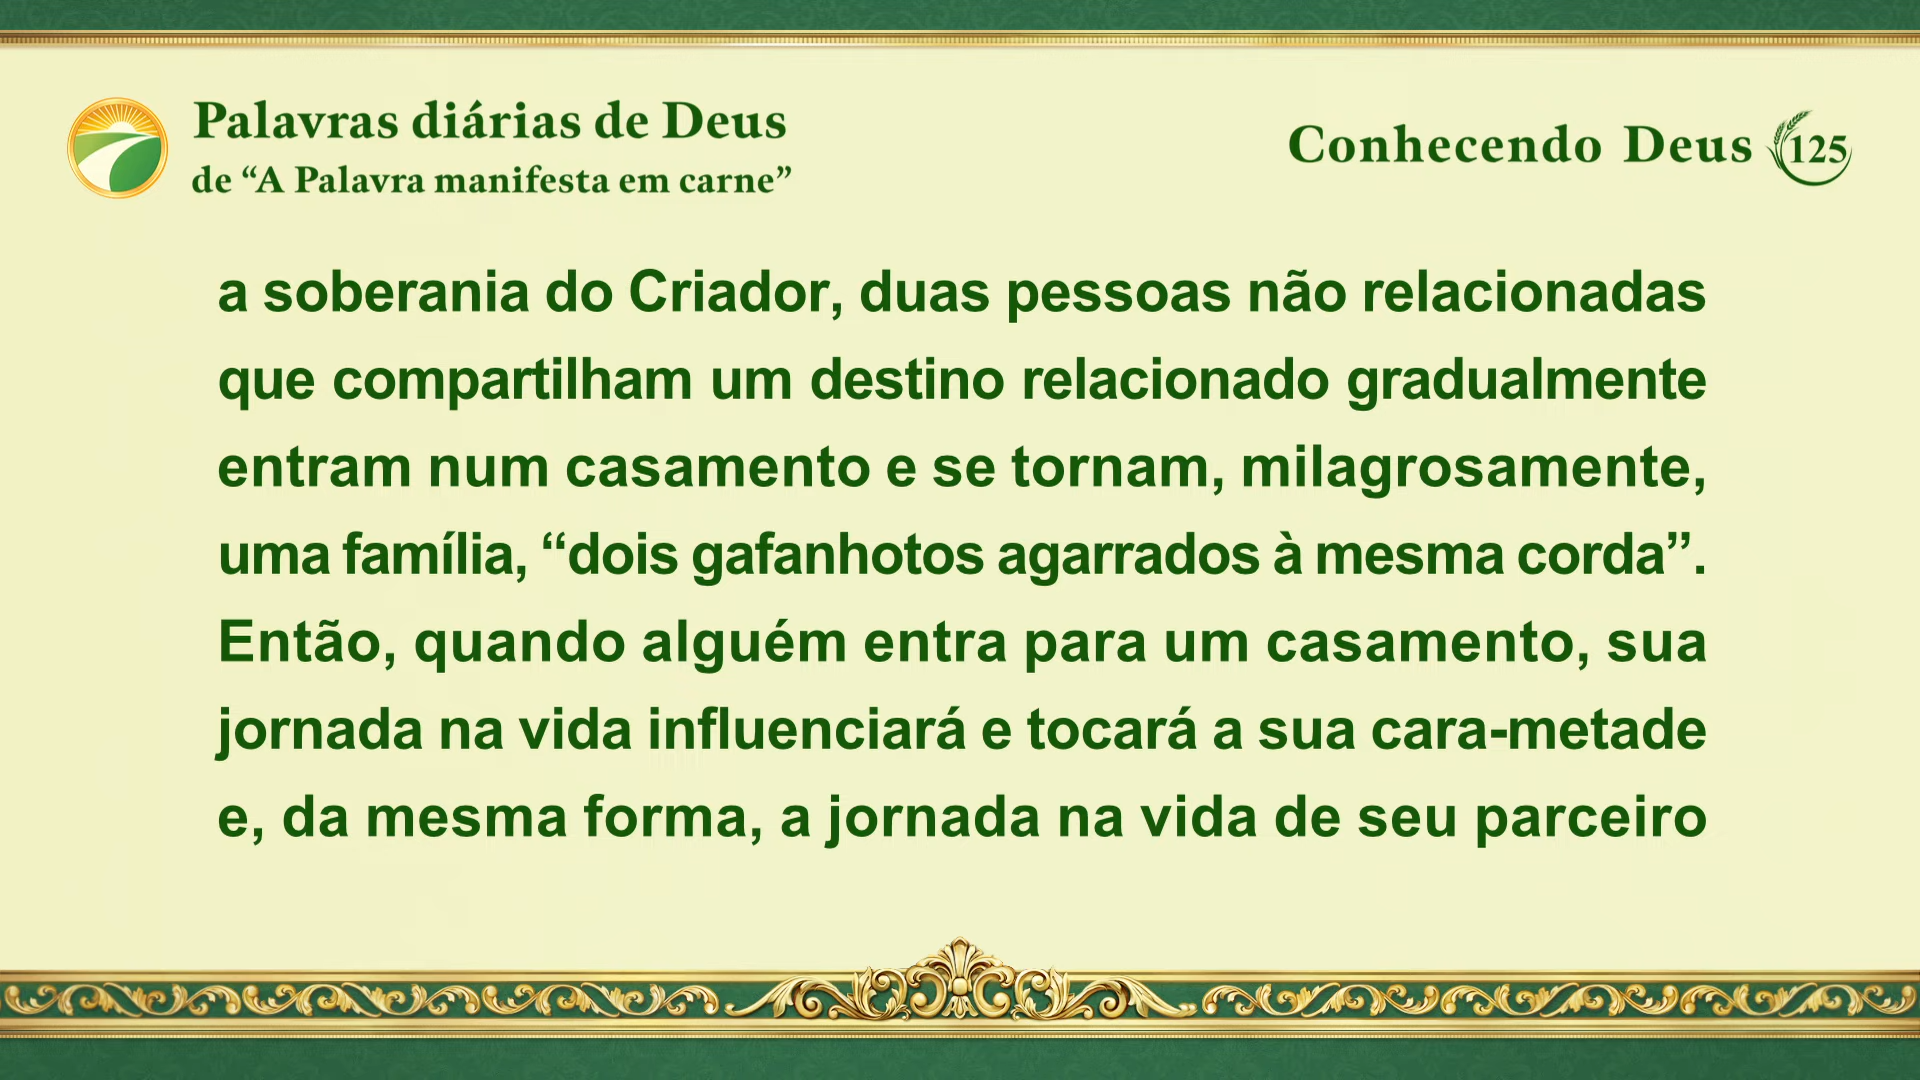 Palavras diárias de Deus
de “A Palavra manifesta em carne”
Conhecendo Deus 125
a soberania do Criador, duas pessoas não relacionadas
que compartilham um destino relacionado gradualmente
entram num casamento e se tornam, milagrosamente,
uma família, “dois gafanhotos agarrados à mesma corda”.
Então, quando alguém entra para um casamento, sua
jornada na vida influenciará e tocará a sua cara-metade
e, da mesma forma, a jornada na vida de seu parceiro